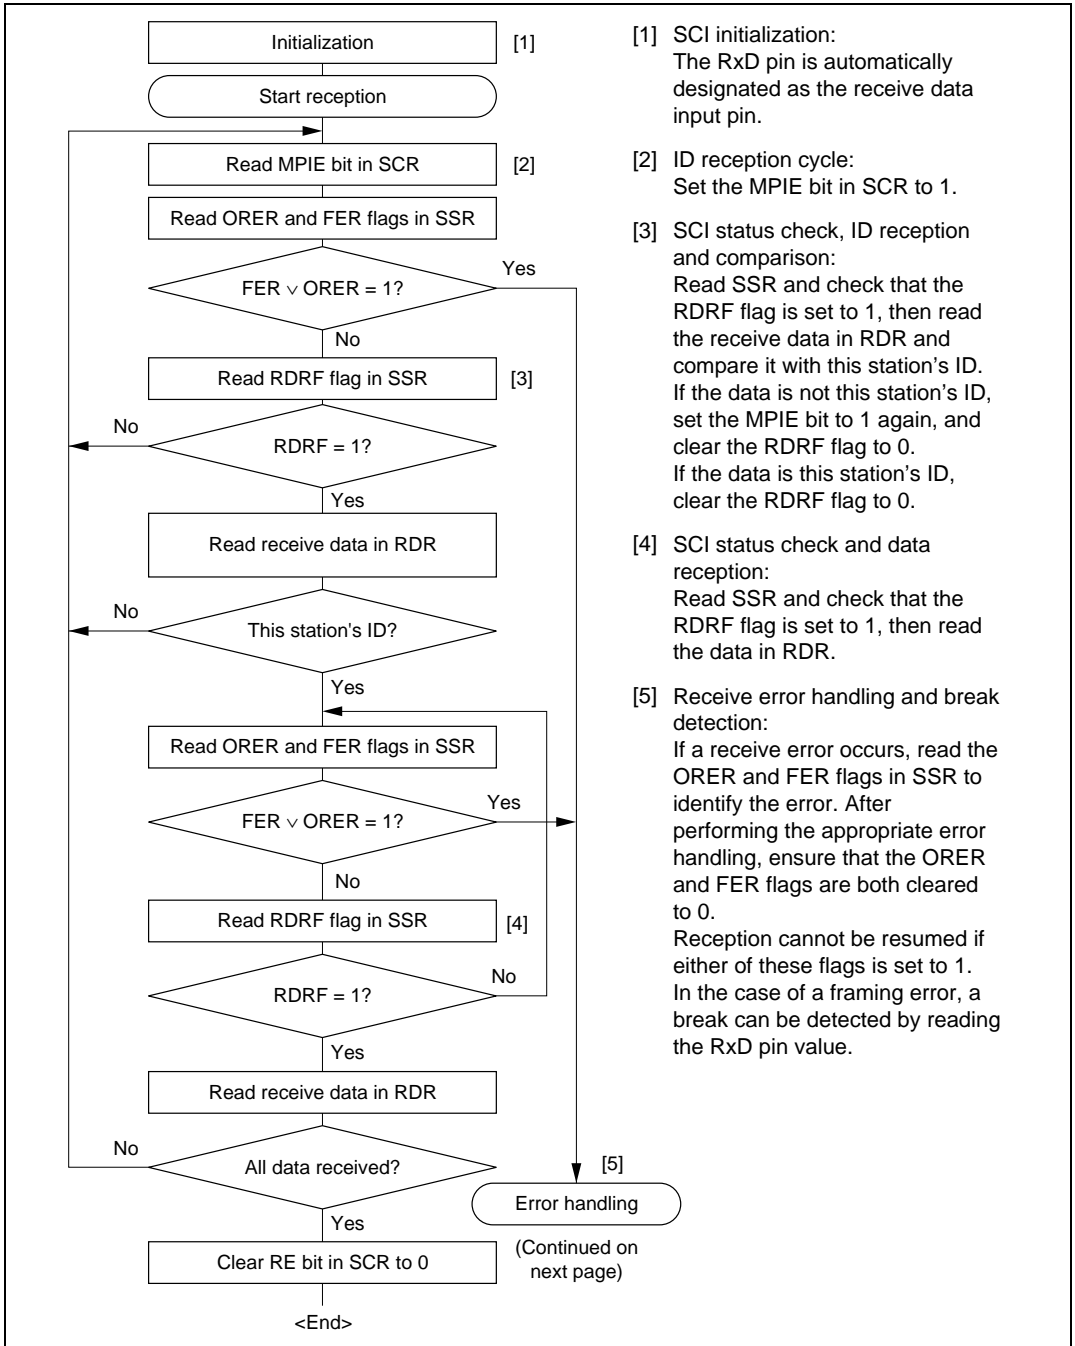 Initialization
[1]
Start reception
Read MPIE bit in SCR
[2]
Read ORER and FER flags in SSR
Yes
FER ∨ ORER = 1?
No
Read RDRF flag in SSR
[3]
No
RDRF = 1?
Yes
Read receive data in RDR
No
This station's ID?
Yes
Read ORER and FER flags in SSR
Yes
FER ∨ ORER = 1?
No
Read RDRF flag in SSR
[4]
No
RDRF = 1?
Yes
Read receive data in RDR
No
All data received?
[5]
Error handling
Yes
(Continued on
next page)
Clear RE bit in SCR to 0
<End>
[1] SCI initialization:
The RxD pin is automatically
designated as the receive data
input pin.
[2] ID reception cycle:
Set the MPIE bit in SCR to 1.
[3] SCI status check, ID reception
and comparison:
Read SSR and check that the
RDRF flag is set to 1, then read
the receive data in RDR and
compare it with this station's ID.
If the data is not this station's ID,
set the MPIE bit to 1 again, and
clear the RDRF flag to 0.
If the data is this station's ID,
clear the RDRF flag to 0.
[4] SCI status check and data
reception:
Read SSR and check that the
RDRF flag is set to 1, then read
the data in RDR.
[5] Receive error handling and break
detection:
If a receive error occurs, read the
ORER and FER flags in SSR to
identify the error. After
performing the appropriate error
handling, ensure that the ORER
and FER flags are both cleared
to 0.
Reception cannot be resumed if
either of these flags is set to 1.
In the case of a framing error, a
break can be detected by reading
the RxD pin value.